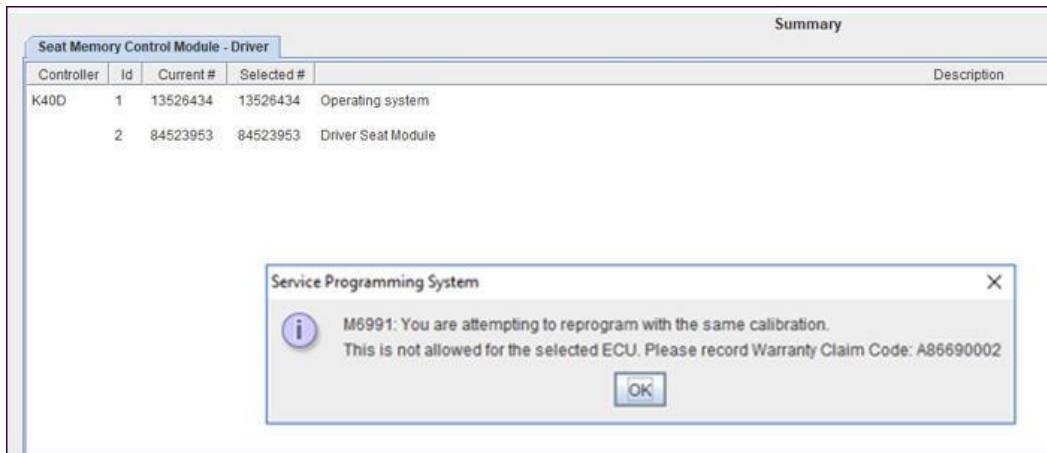 Summary
Seat Memory Control Module - Driver
Controller Id Current # Selected # Description
K40D 1 13526434 13526434 Operating system
2 84523953 84523953 Driver Seat Module
Service Programming System
i
M6991: You are attempting to reprogram with the same calibration.
This is not allowed for the selected ECU. Please record Warranty Claim Code: A86690002
OK